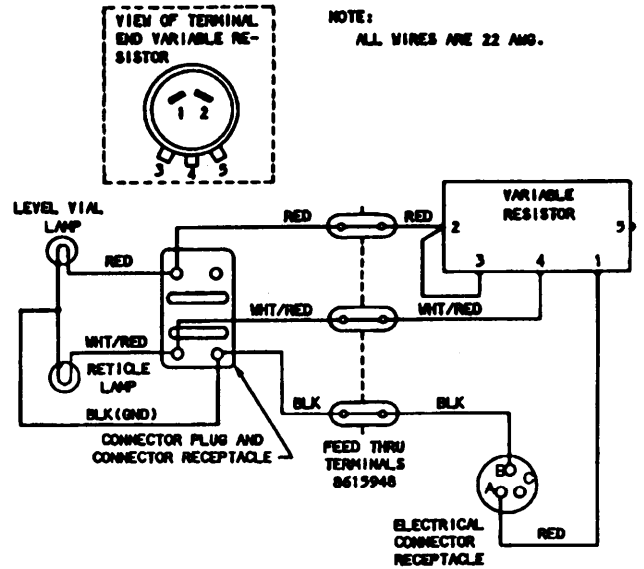 VIEW OF TERMINAL
END VARIABLE RE-
SISTOR
1 2
3 4 5
NOTE:
ALL WIRES ARE 22 AWG.
LEVEL VIAL
LAMP
RED
RED
RED
VARIABLE
RESISTOR
2
5
3
4
1
WHT/RED
WHT/RED
WHT/RED
RETICLE
LAMP
BLK(GND)
BLK
BLK
CONNECTOR PLUG AND
CONNECTOR RECEPTACLE
FEED THRU
TERMINALS
8615948
B
A
C
ELECTRICAL
CONNECTOR
RECEPTACLE
RED